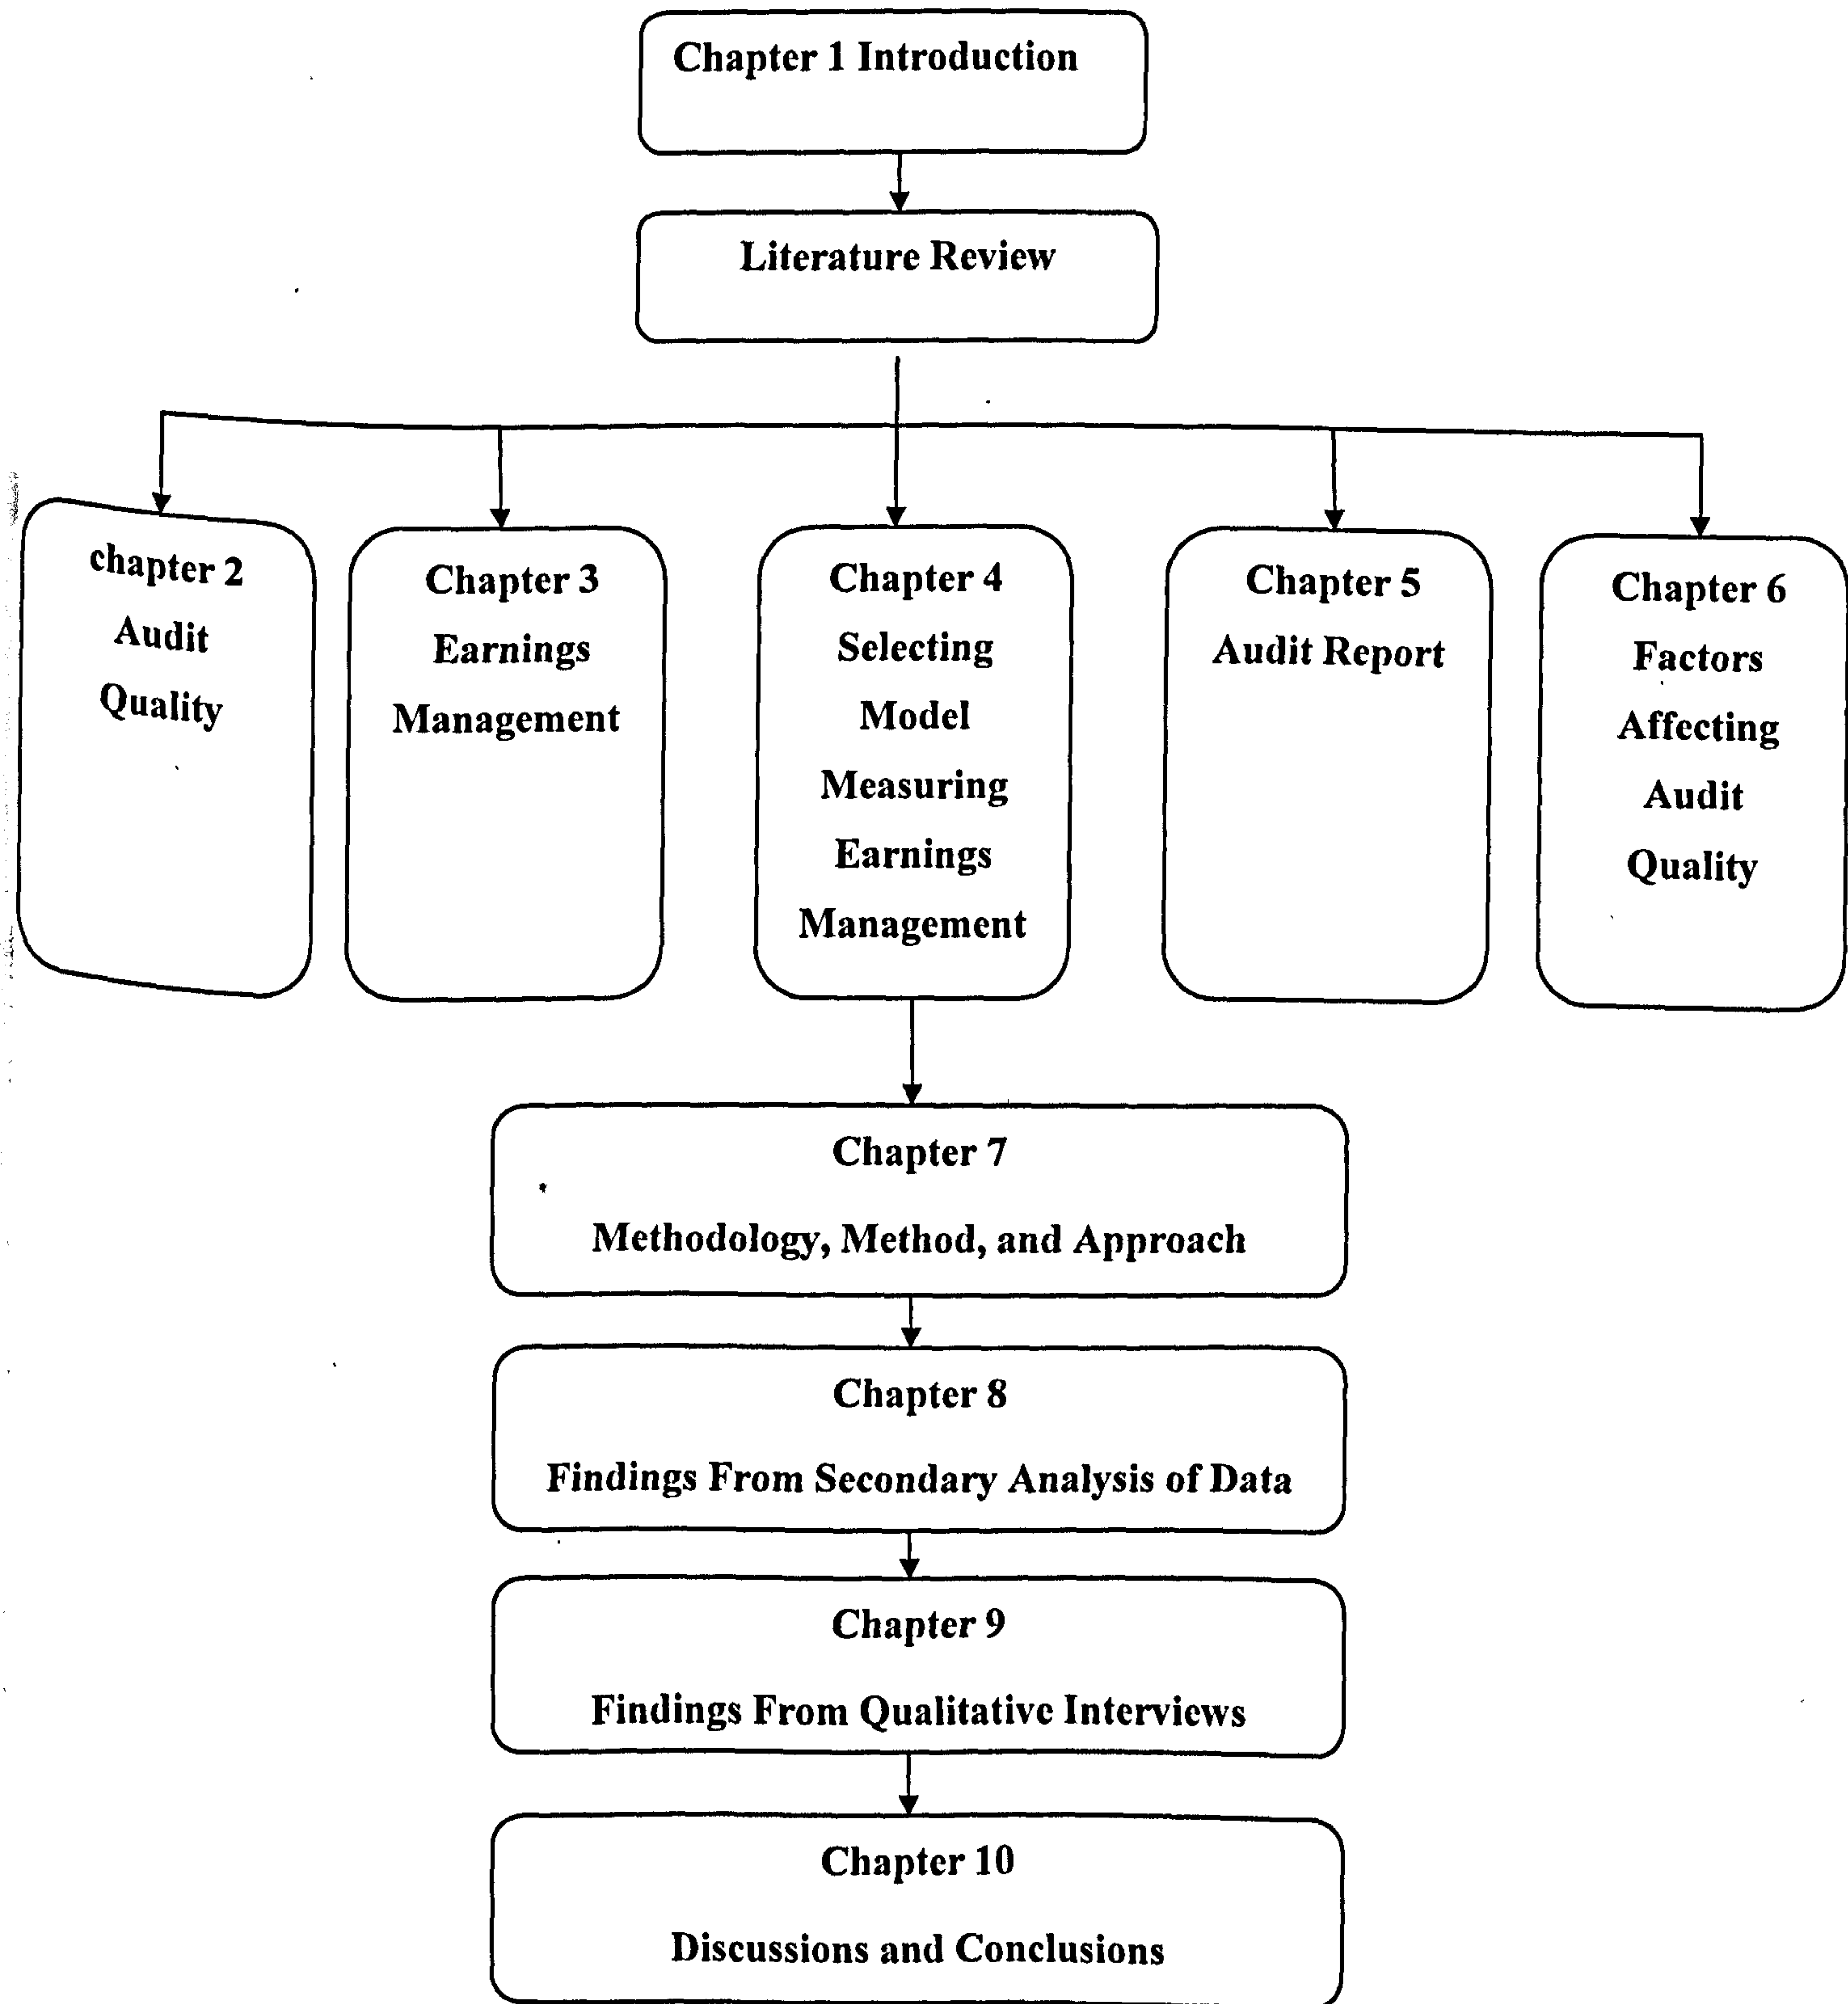 Chapter 1 Introduction
Literature Review
chapter 2
Audit
Quality
Chapter 3
Earnings
Management
Chapter 4
Selecting
Model
Measuring
Earnings
Management
Chapter 5
Audit Report
Chapter 6
Factors
Affecting
Audit
Quality
Chapter 7
Methodology, Method, and Approach
Chapter 8
Findings From Secondary Analysis of Data
Chapter 9
Findings From Qualitative Interviews
Chapter 10
Discussions and Conclusions